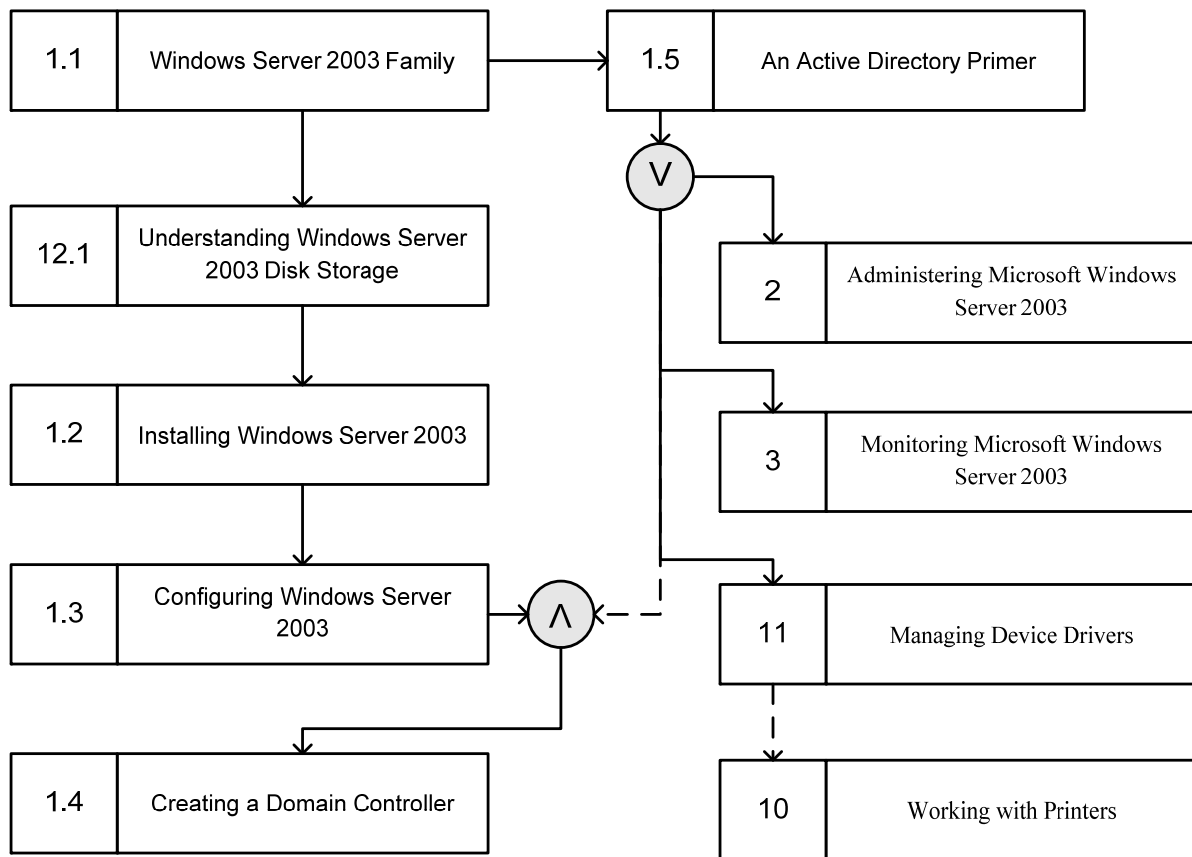 1.1
Windows Server 2003 Family
1.5
An Active Directory Primer
V
12.1
Understanding Windows Server
2003 Disk Storage
2
Administering Microsoft Windows
Server 2003
1.2
Installing Windows Server 2003
3
Monitoring Microsoft Windows
Server 2003
1.3
Configuring Windows Server
2003
Λ
11
Managing Device Drivers
1.4
Creating a Domain Controller
10
Working with Printers